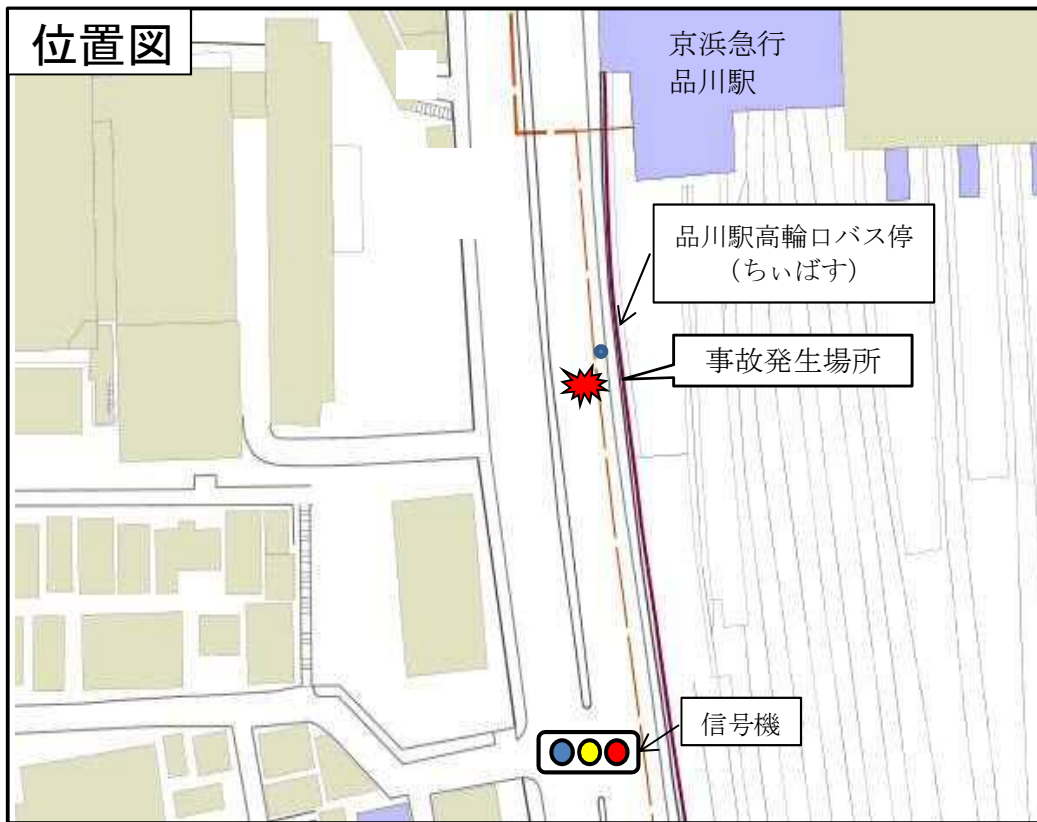 位置図
京浜急行
品川駅
品川駅高輪口バス停
(ちぃばす)
事故発生場所
信号機